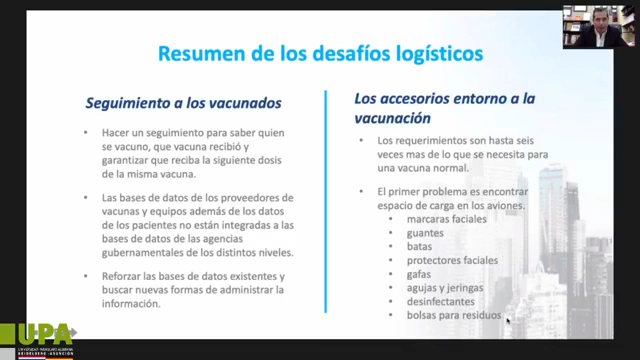 Resumen de los desafíos logísticos
Seguimiento a los vacunados
Hacer un seguimiento para saber quien
se vacuno, que vacuna recibió y
garantizar que reciba la siguiente dosis
de la misma vacuna.
Las bases de datos de los proveedores de
vacunas y equipos además de los datos
de los pacientes no están integradas a las
bases de datos de las agencias
gubernamentales de los distintos niveles.
Reforzar las bases de datos existentes y
buscar nuevas formas de administrar la
información.
Los accesorios entorno a la
vacunación
Los requerimientos son hasta seis
veces mas de lo que se necesita para
una vacuna normal.
El primer problema es encontrar
espacio de carga en los aviones.
marcaras faciales
guantes
batas
protectores faciales
gafas
agujas y jeringas
desinfectantes
bolsas para residuos
UPA
HEIDELBERG - ASUNCIÓN